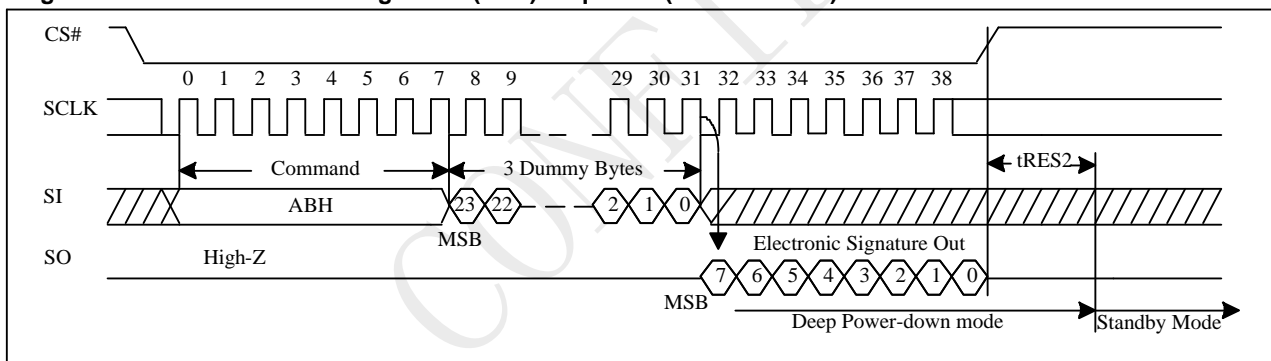 CS#
0 1 2 3 4 5 6 7 8 9 29 30 31 32 33 34 35 36 37 38
SCLK
Command 3 Dummy Bytes tRES2
SI
ABH 23 22 2 1 0
MSB
SO High-Z Electronic Signature Out
7 6 5 4 3 2 1 0
MSB
Deep Power-down mode Standby Mode